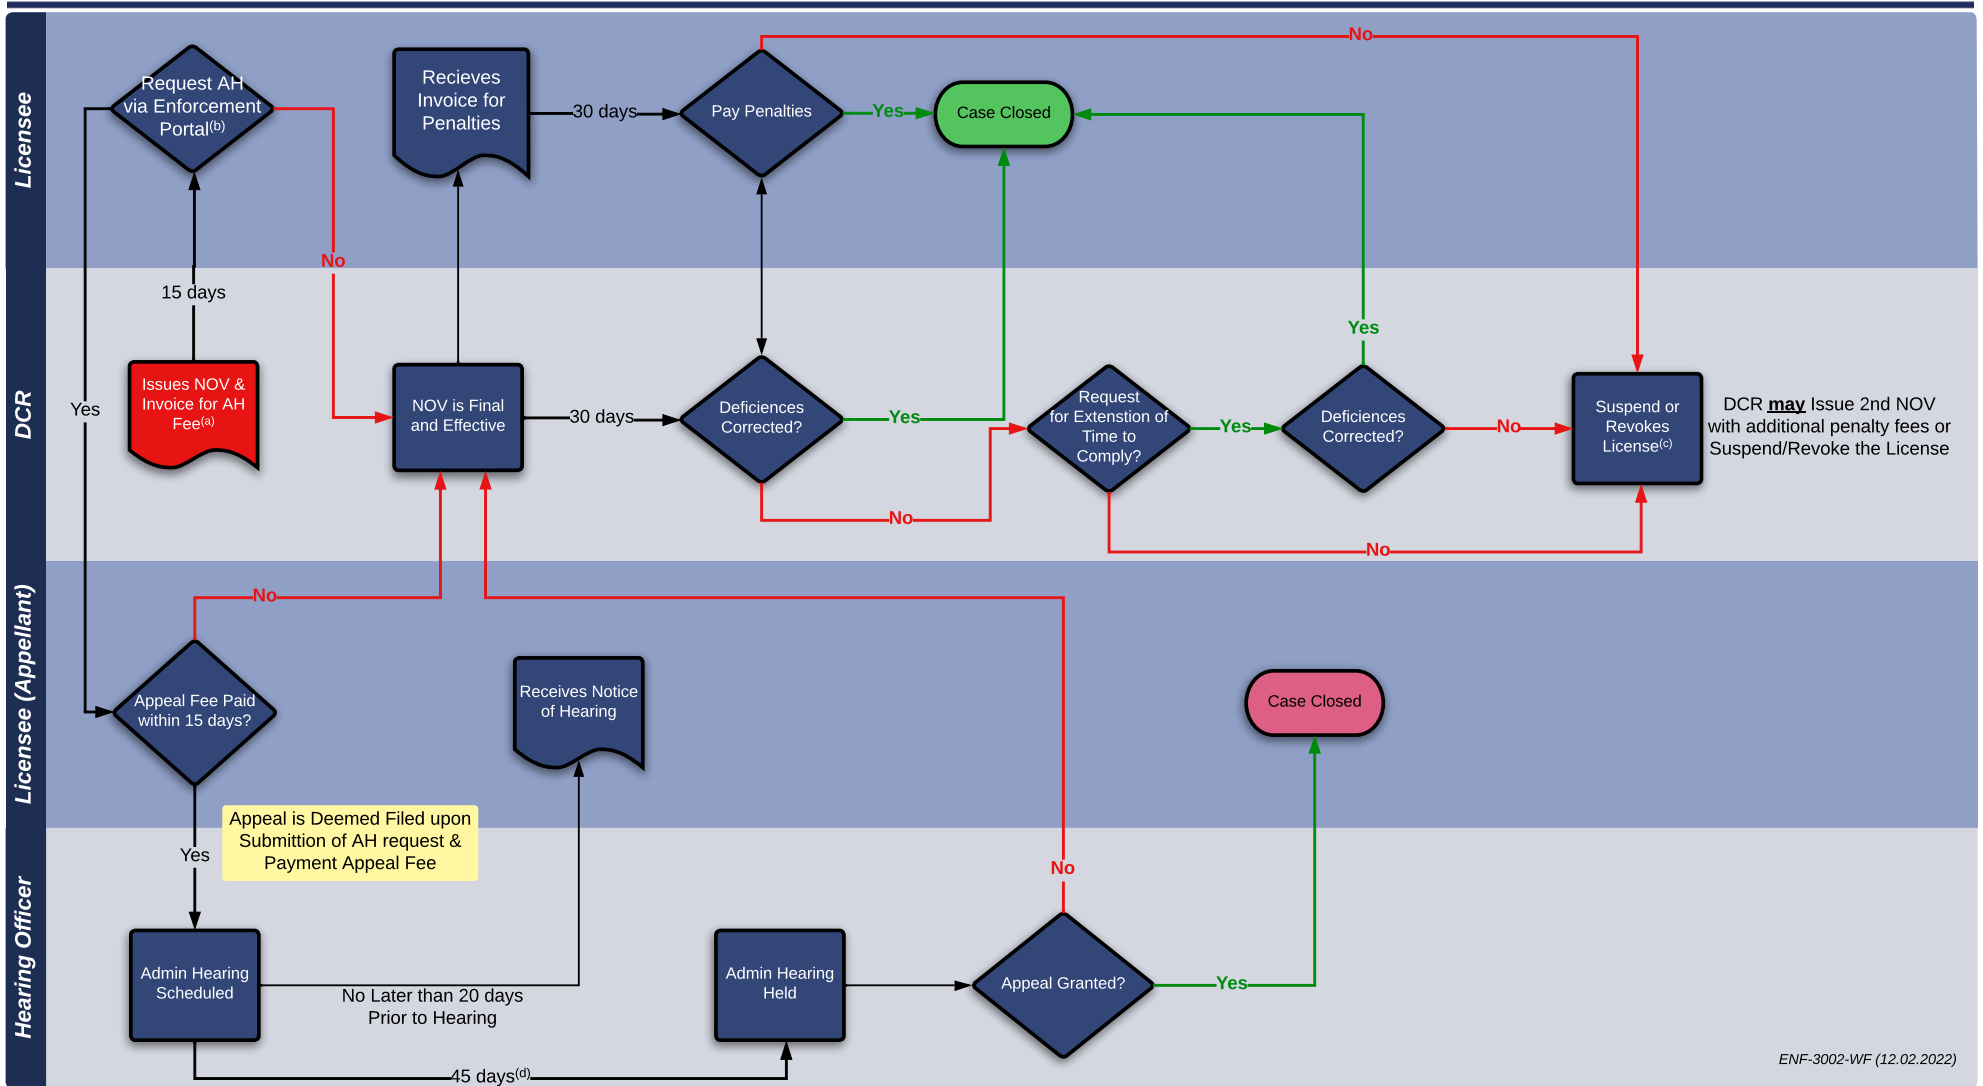 Licensee
Request AH
via Enforcement
Portal(b)
Recieves
Invoice for
Penalties
30 days
Pay Penalties
Yes
Case Closed
No
No
15 days
Yes
DCR
Issues NOV &
Invoice for AH
Fee(a)
Yes
NOV is Final
and Effective
30 days
Deficiences
Corrected?
Yes
No
Request
for Extenstion of
Time to
Comply?
Yes
Deficiences
Corrected?
No
No
Suspend or
Revokes
License(c)
DCR may Issue 2nd NOV
with additional penalty fees or
Suspend/Revoke the License
Licensee (Appellant)
No
Appeal Fee Paid
within 15 days?
Receives Notice
of Hearing
Case Closed
Appeal is Deemed Filed upon
Submittion of AH request &
Payment Appeal Fee
Yes
No
Hearing Officer
Admin Hearing
Scheduled
No Later than 20 days
Prior to Hearing
45 days(d)
Admin Hearing
Held
Appeal Granted?
Yes
ENF-3002-WF (12.02.2022)